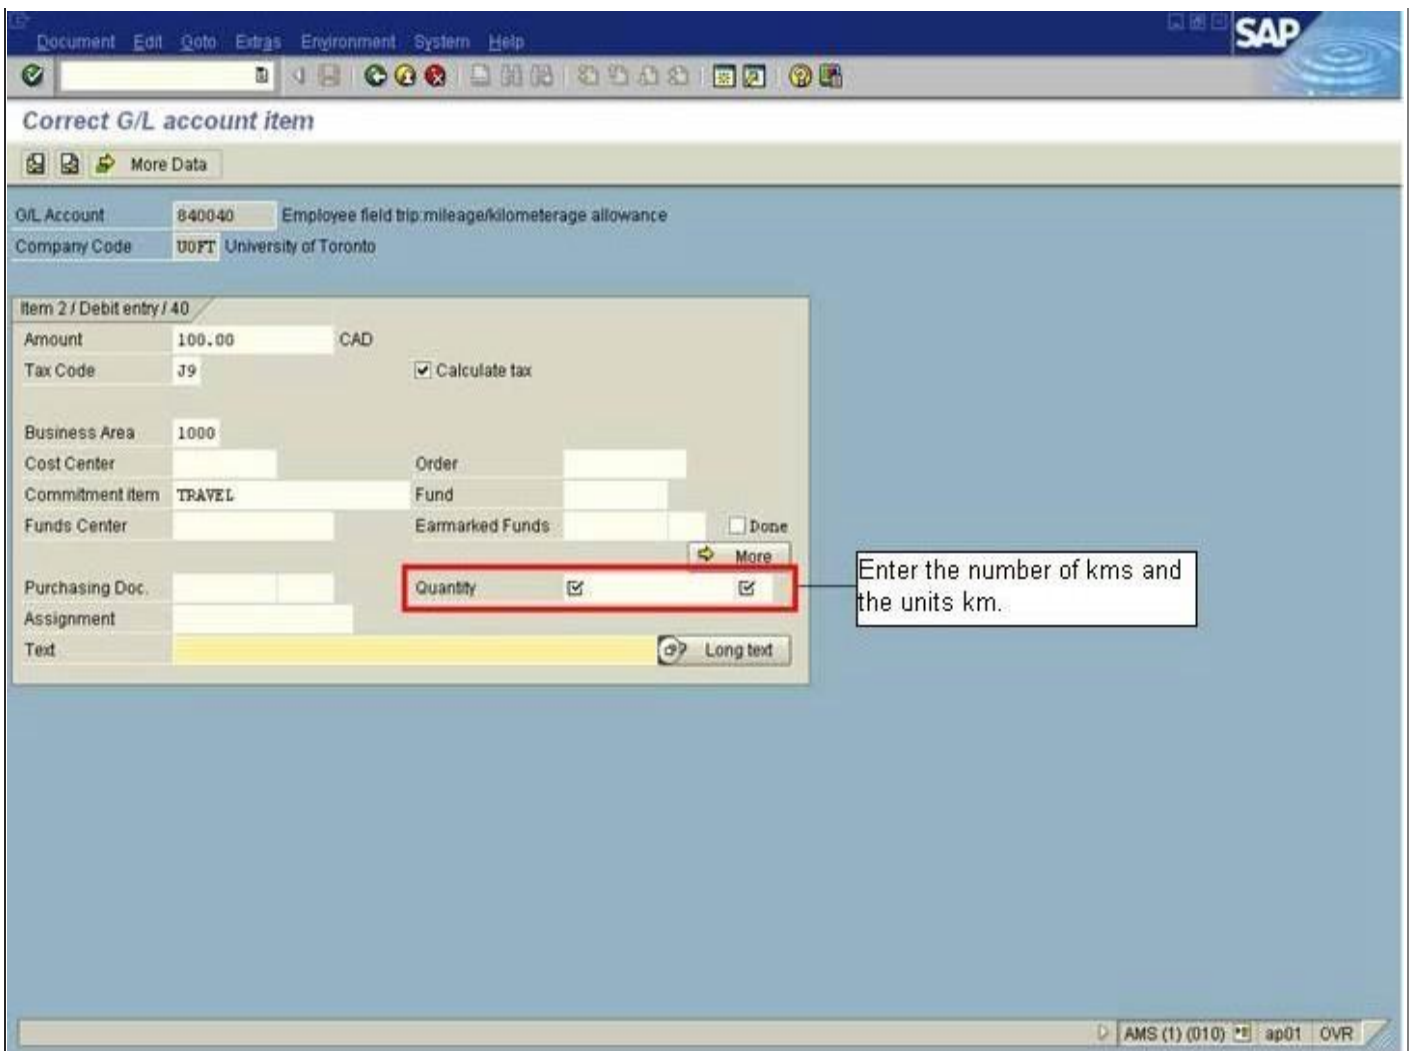 Document Edit Goto Extras Environment System Help
SAP
Correct G/L account item
More Data
G/L Account 840040 Employee field trip:mileage/kilometerage allowance
Company Code UOFT University of Toronto
Item 2 / Debit entry / 40
Amount 100.00 CAD
Tax Code J9 Calculate tax
Business Area 1000
Cost Center Order
Commitment item TRAVEL Fund
Funds Center Earmarked Funds Done
More
Purchasing Doc. Quantity
Enter the number of kms and
the units km.
Assignment
Text Long text
AMS (1) (010) ap01 OVR